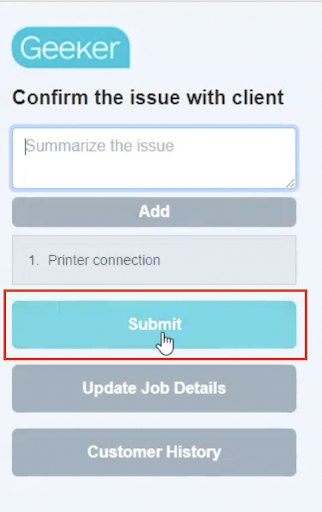 Geeker
Confirm the issue with client
Summarize the issue
Add
1. Printer connection
Submit
Update Job Details
Customer History